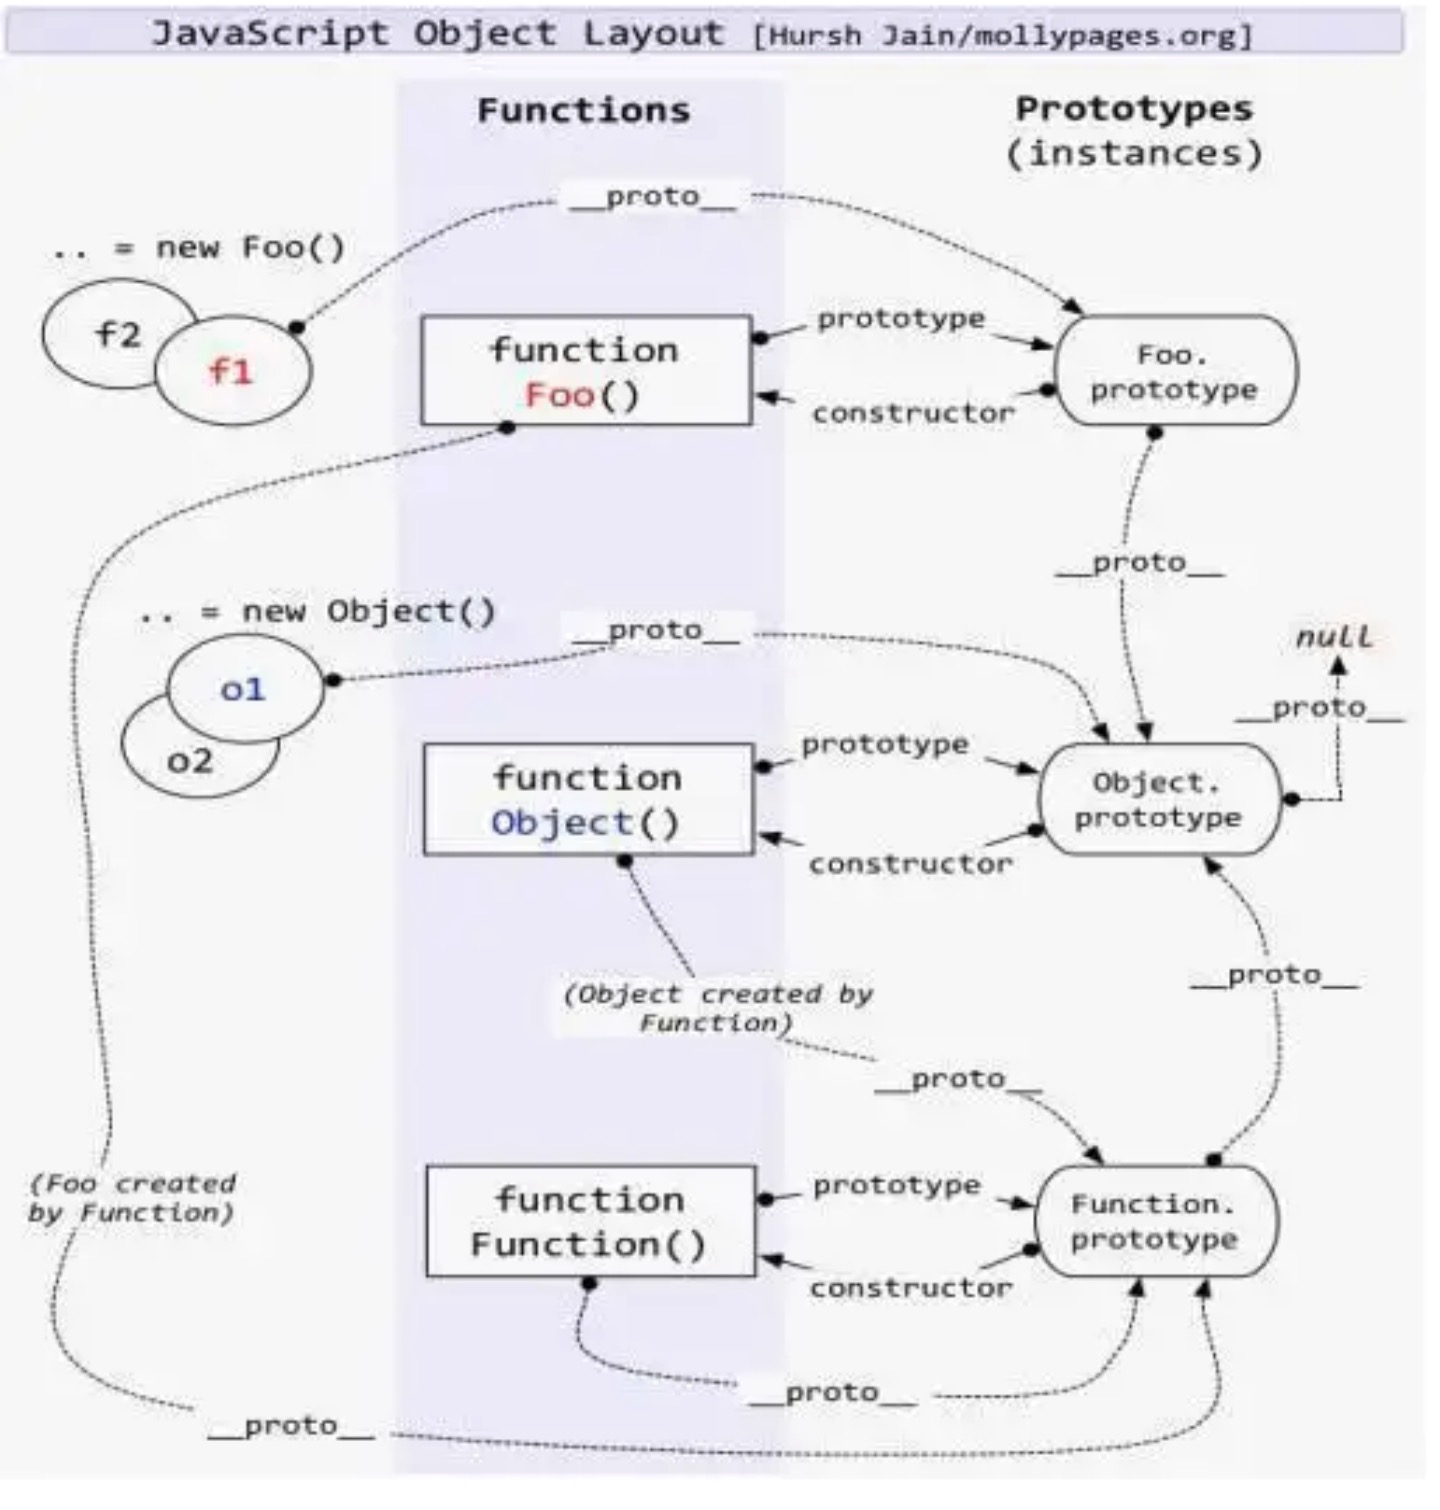 JavaScript Object Layout [Hursh Jain/mollypages.org]
Functions
Prototypes
(instances)
__proto__
.. = new Foo()
f2
f1
function
Foo()
prototype
constructor
Foo.
prototype
__proto__
.. = new Object()
__proto__
null
__proto__
o1
o2
function
Object()
prototype
constructor
Object.
prototype
(Object created by
Function)
__proto__
__proto__
(Foo created
by Function)
function
Function()
prototype
constructor
Function.
prototype
__proto__
__proto__